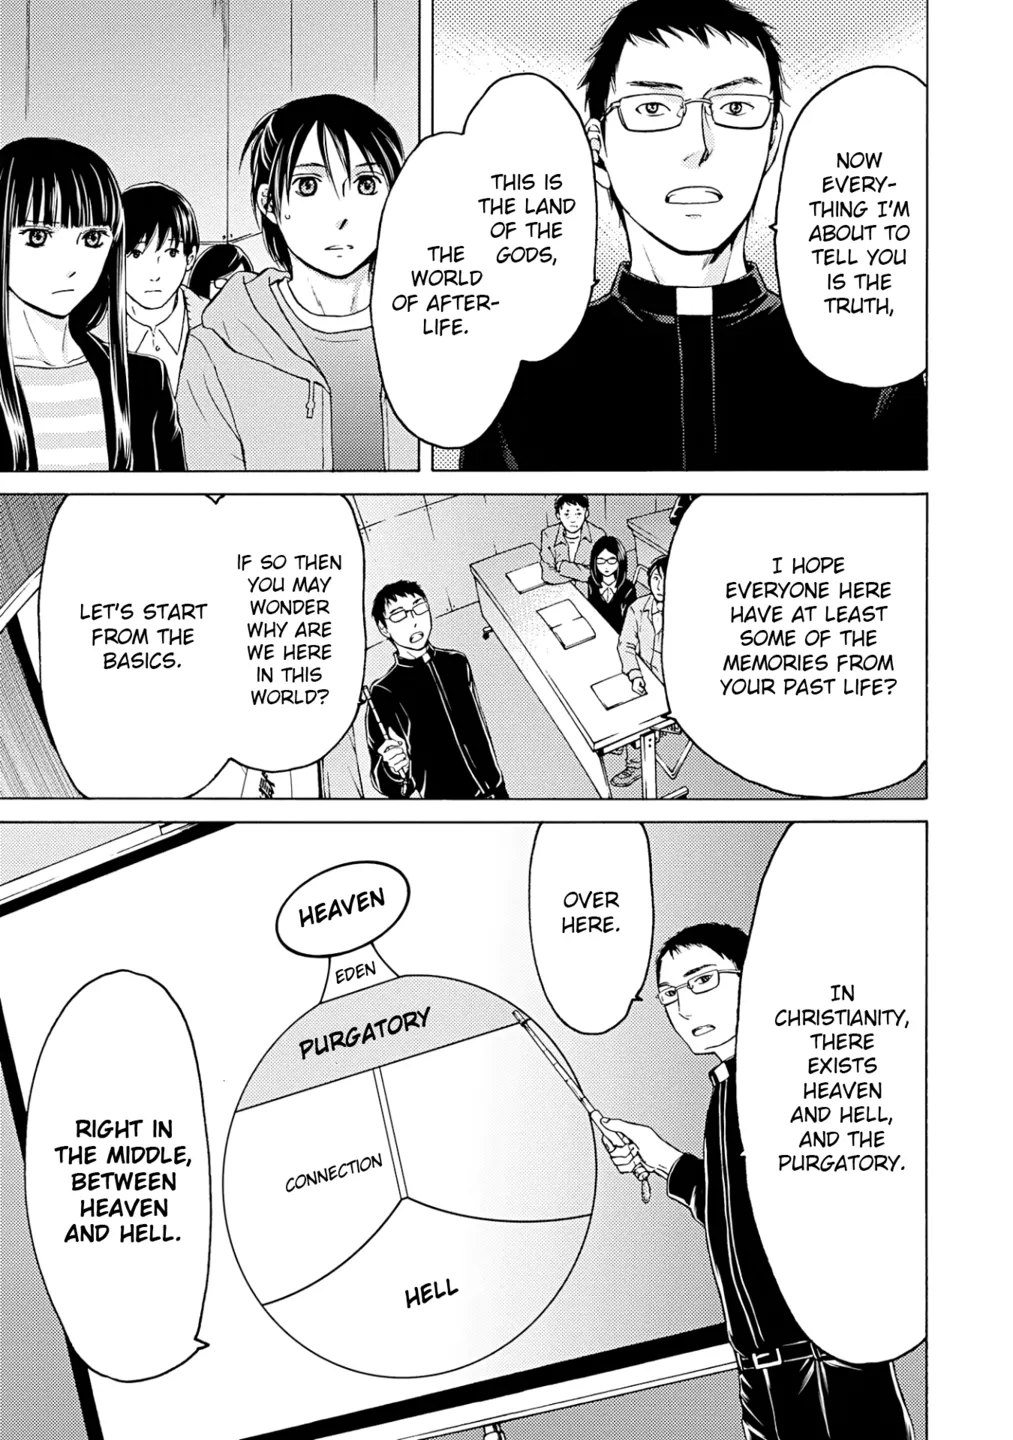 NOW
EVERY-
THING I'M
ABOUT TO
TELL YOU
IS THE
TRUTH,
THIS IS
THE LAND
OF THE
GODS,
THE
WORLD
OF AFTER-
LIFE.
I HOPE
EVERYONE HERE
HAVE AT LEAST
SOME OF THE
MEMORIES FROM
YOUR PAST LIFE?
IF SO THEN
YOU MAY
WONDER
WHY ARE
WE HERE
IN THIS
WORLD?
LET'S START
FROM THE
BASICS.
IN
CHRISTIANITY,
THERE
EXISTS
HEAVEN
AND HELL,
AND THE
PURGATORY.
OVER
HERE.
HEAVEN
EDEN
PURGATORY
CONNECTION
HELL
RIGHT IN
THE MIDDLE,
BETWEEN
HEAVEN
AND HELL.